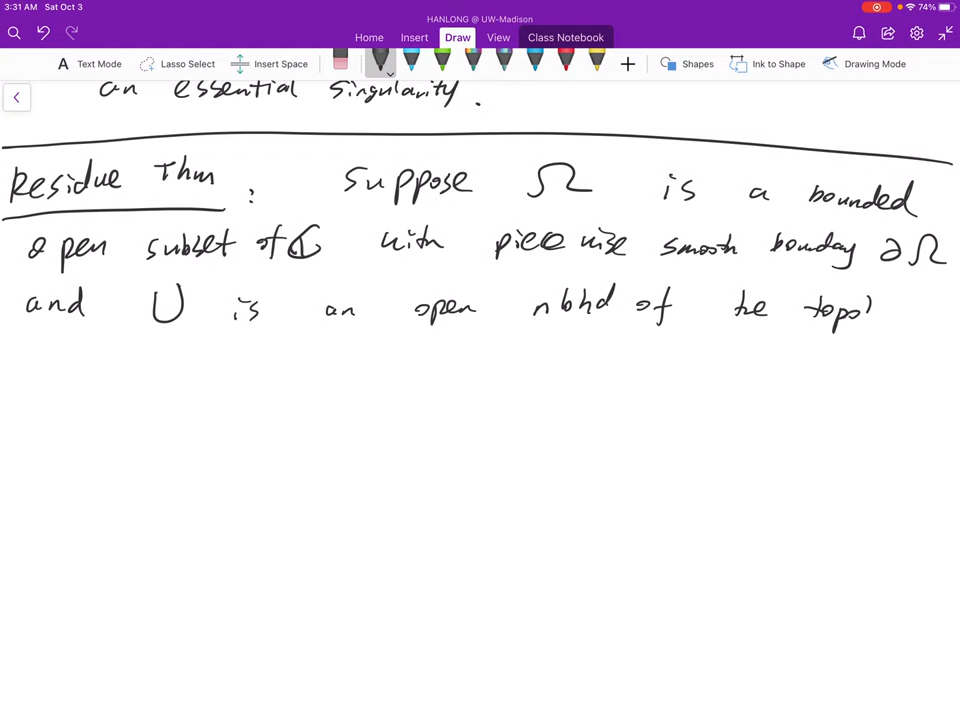 3:31 AM Sat Oct 3
74%
HANLONG @ UW-Madison
Home Insert Draw View Class Notebook
A Text Mode Lasso Select Insert Space Shapes Ink to Shape Drawing Mode
an essential singularity.
Residue Thm : Suppose Ω is a bounded
open subset of ℂ with piecewise smooth bounday ∂Ω
and U is an open nbhd of the topol